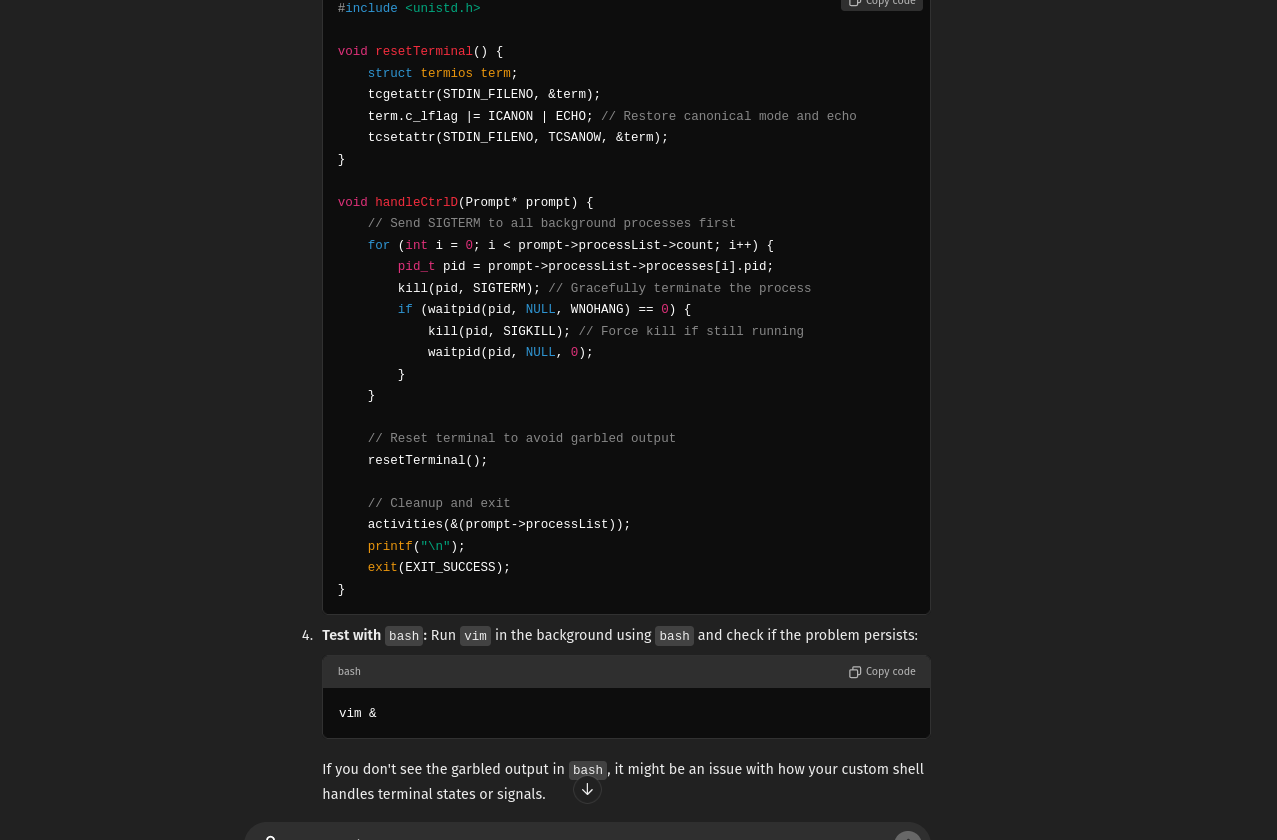 Copy code
#include <unistd.h>
void resetTerminal() {
    struct termios term;
    tcgetattr(STDIN_FILENO, &term);
    term.c_lflag |= ICANON | ECHO; // Restore canonical mode and echo
    tcsetattr(STDIN_FILENO, TCSANOW, &term);
}
void handleCtrlD(Prompt* prompt) {
    // Send SIGTERM to all background processes first
    for (int i = 0; i < prompt->processList->count; i++) {
        pid_t pid = prompt->processList->processes[i].pid;
        kill(pid, SIGTERM); // Gracefully terminate the process
        if (waitpid(pid, NULL, WNOHANG) == 0) {
            kill(pid, SIGKILL); // Force kill if still running
            waitpid(pid, NULL, 0);
        }
    }
    // Reset terminal to avoid garbled output
    resetTerminal();
    // Cleanup and exit
    activities(&(prompt->processList));
    printf("\n");
    exit(EXIT_SUCCESS);
}
4. Test with bash: Run vim in the background using bash and check if the problem persists:
bash Copy code
vim &
If you don't see the garbled output in bash, it might be an issue with how your custom shell
handles terminal states or signals.